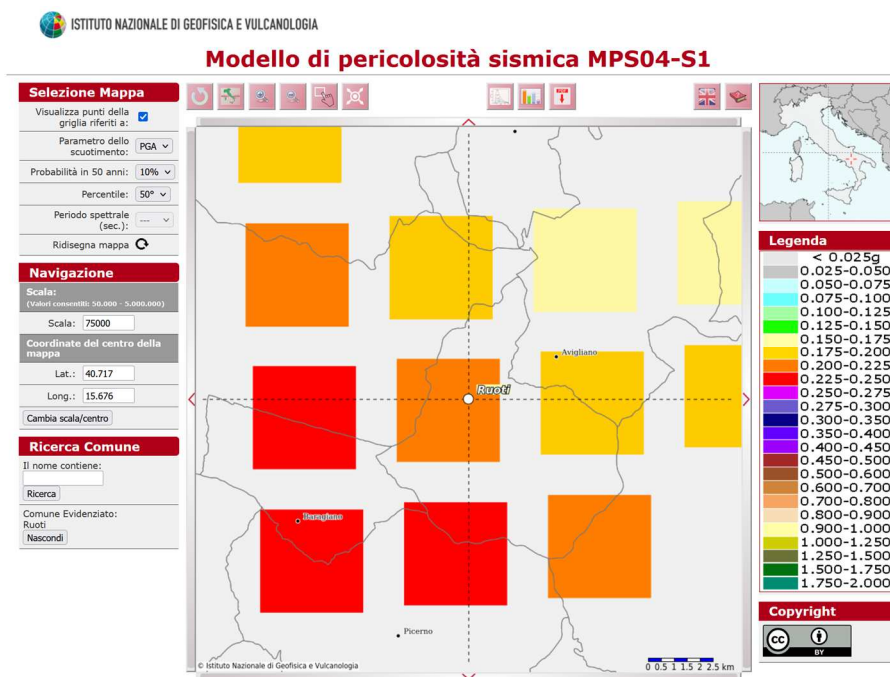 ISTITUTO NAZIONALE DI GEOFISICA E VULCANOLOGIA
Modello di pericolosità sismica MPS04-S1
Selezione Mappa
Visualizza punti della
griglia riferiti a:
Parametro dello
scuotimento: PGA
Probabilità in 50 anni: 10%
Percentile: 50°
Periodo spettrale
(sec.): ---
Ridisegna mappa
Navigazione
Scala:
(Valori consentiti: 50.000 - 5.000.000)
Scala: 75000
Coordinate del centro della
mappa
Lat.: 40.717
Long.: 15.676
Cambia scala/centro
Ricerca Comune
Il nome contiene:
Ricerca
Comune Evidenziato:
Ruoti
Nascondi
Avigliano
Ruoti
Baragiano
Picerno
© Istituto Nazionale di Geofisica e Vulcanologia
0 0.5 1 1.5 2 2.5 km
Legenda
< 0.025g
0.025-0.050
0.050-0.075
0.075-0.100
0.100-0.125
0.125-0.150
0.150-0.175
0.175-0.200
0.200-0.225
0.225-0.250
0.250-0.275
0.275-0.300
0.300-0.350
0.350-0.400
0.400-0.450
0.450-0.500
0.500-0.600
0.600-0.700
0.700-0.800
0.800-0.900
0.900-1.000
1.000-1.250
1.250-1.500
1.500-1.750
1.750-2.000
Copyright
cc
BY